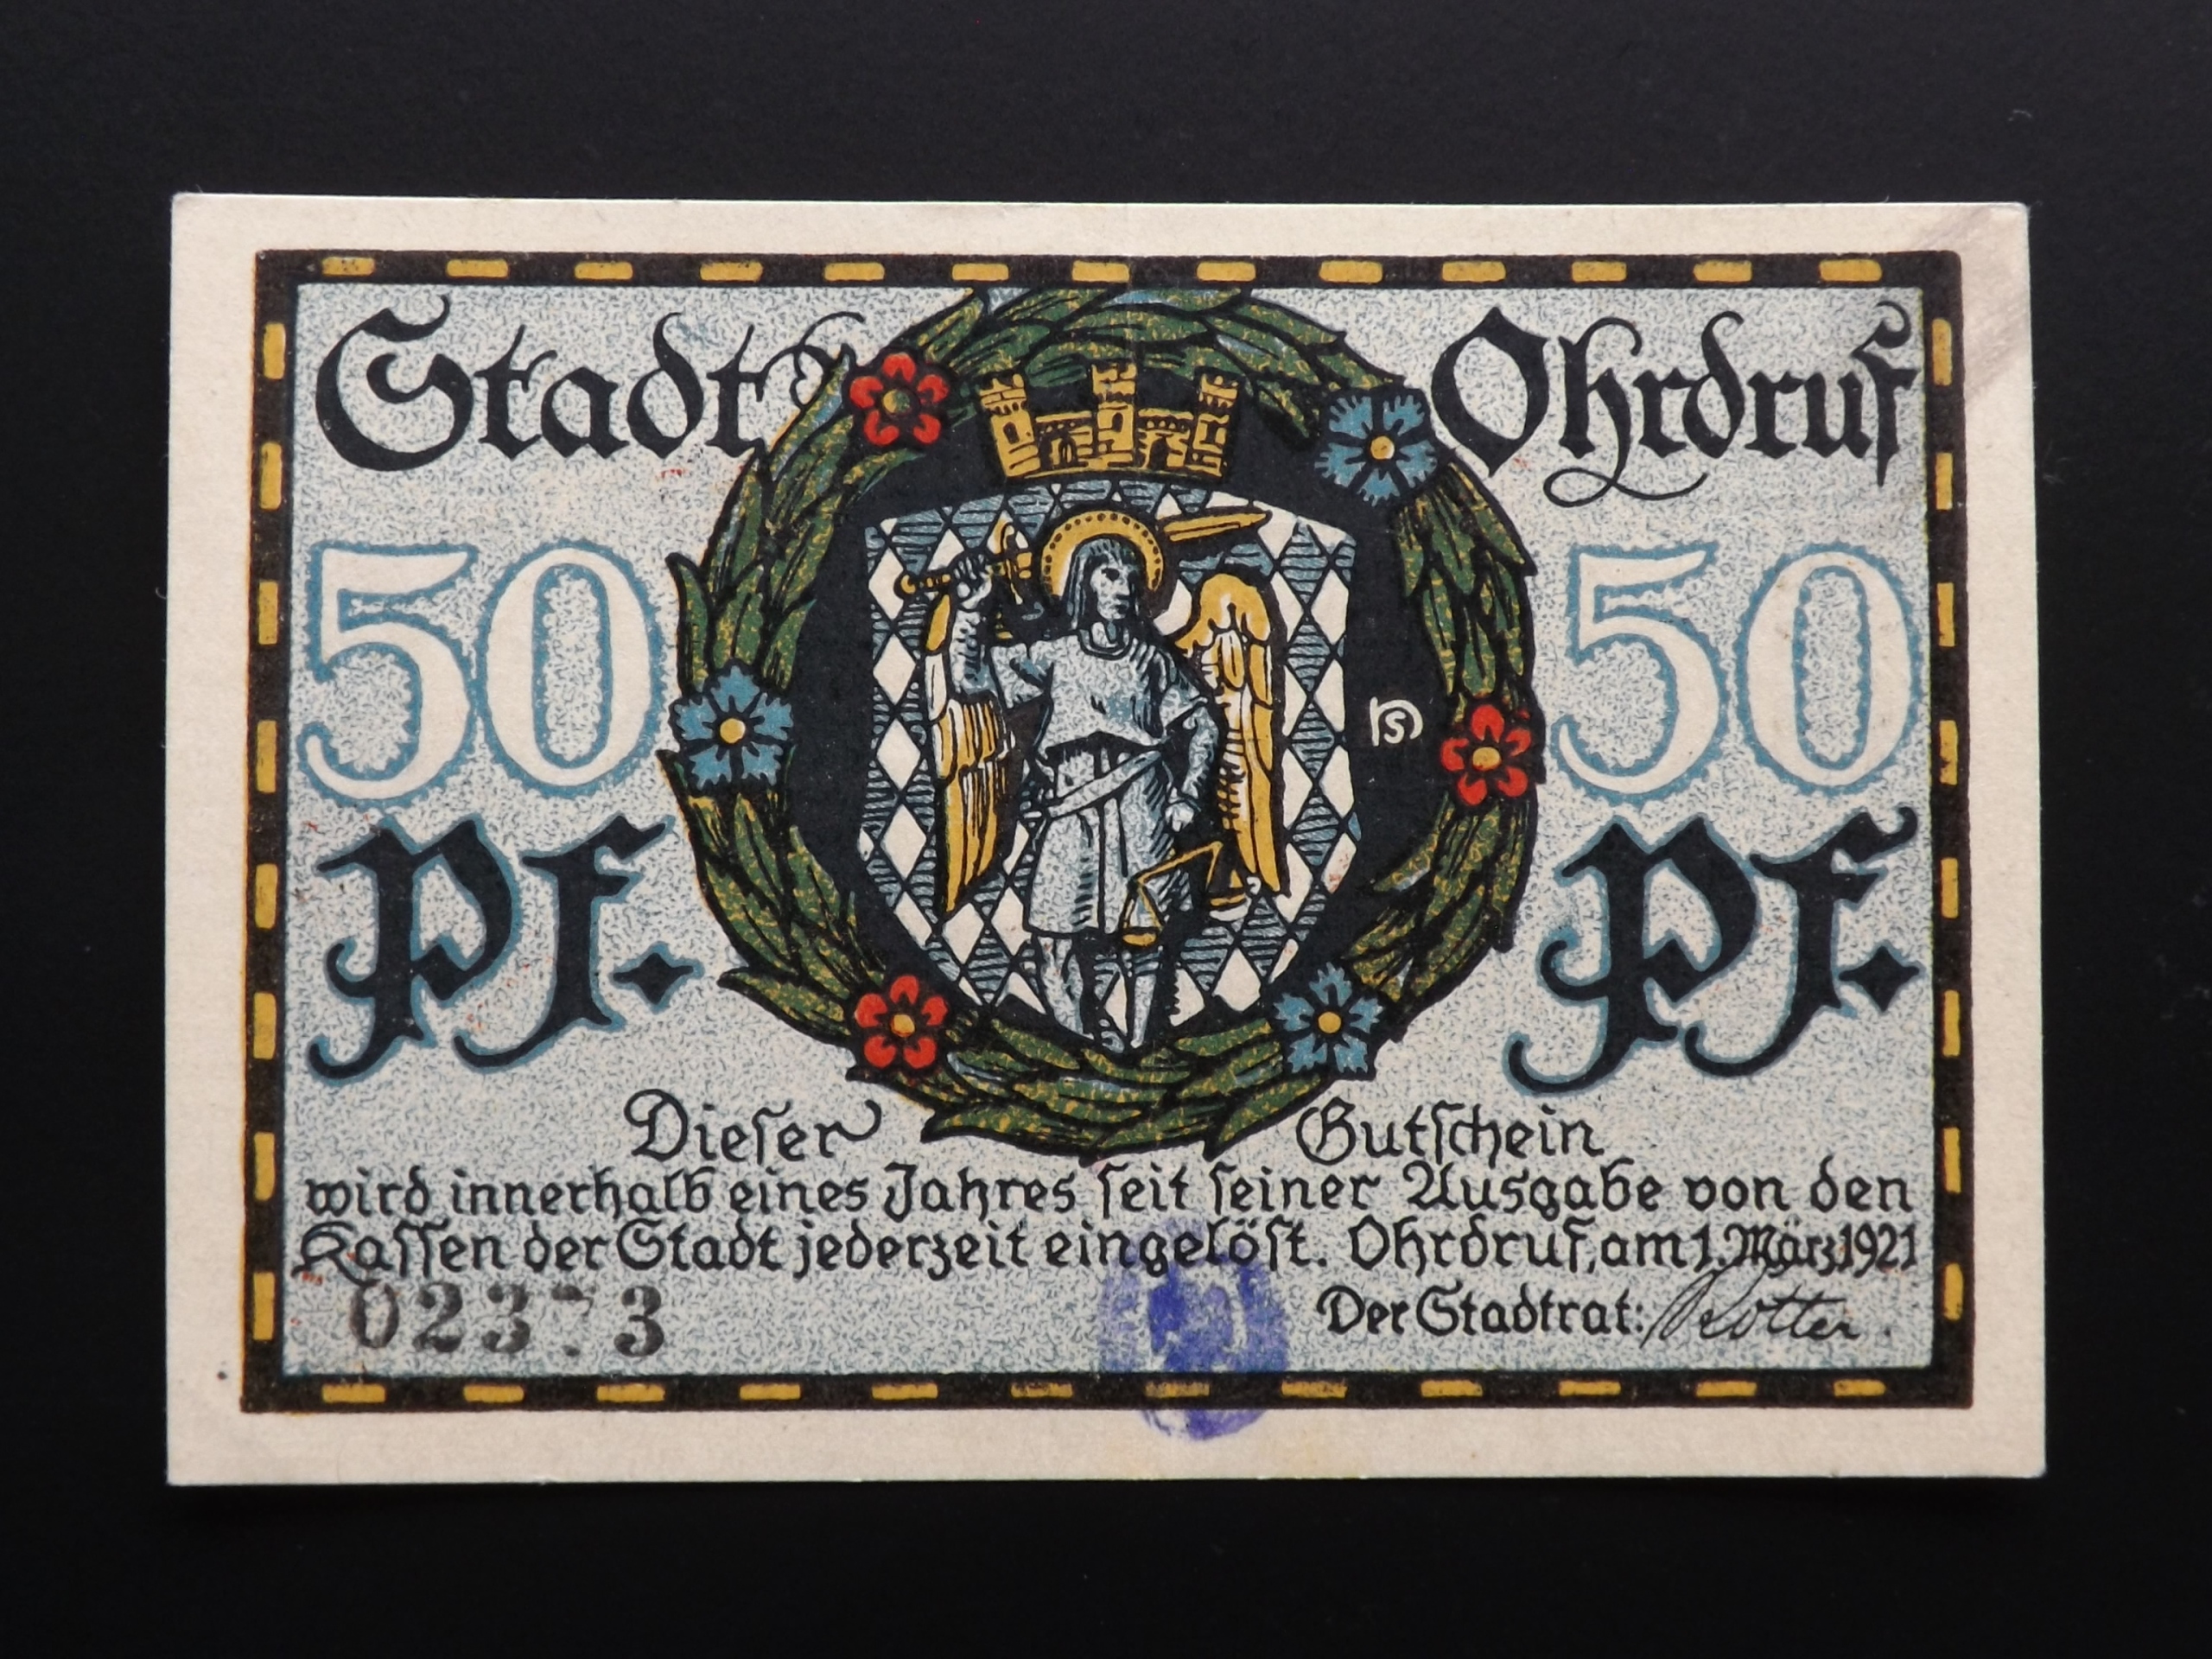 Stadt Ohrdruf
50 50
Pf. Pf.
Dieser Gutschein
wird innerhalb eines Jahres seit seiner Ausgabe von den
Kassen der Stadt jederzeit eingelöst. Ohrdruf, am 1. März 1921
Der Stadtrat: Rotter.